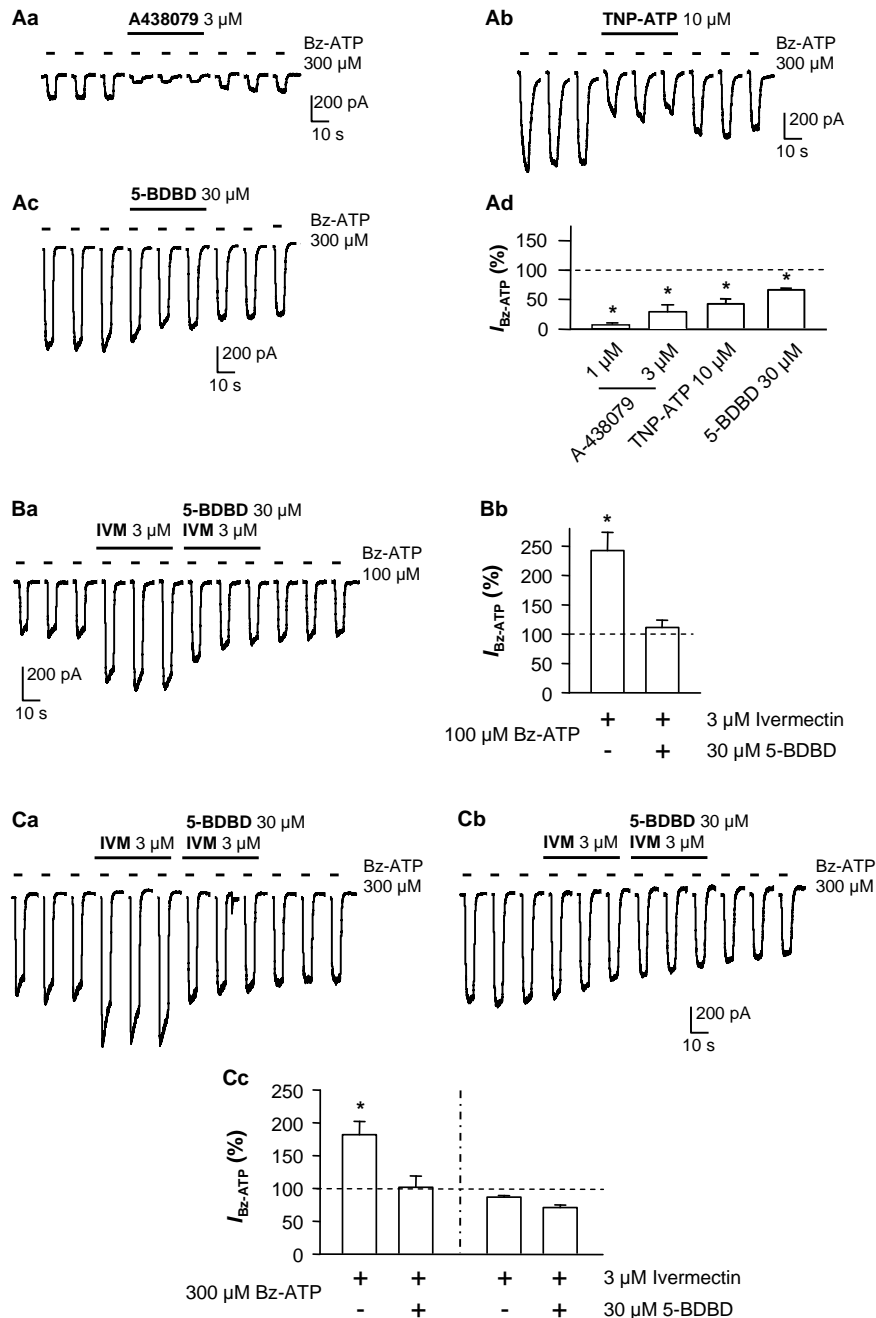 Aa
A438079 3 µM
Bz-ATP
300 µM
200 pA
10 s
Ab
TNP-ATP 10 µM
Bz-ATP
300 µM
200 pA
10 s
Ac
5-BDBD 30 µM
Bz-ATP
300 µM
200 pA
10 s
Ad
IBz-ATP (%)
150
100
50
0
* * * *
1 µM
3 µM
A-438079
TNP-ATP 10 µM
5-BDBD 30 µM
Ba
5-BDBD 30 µM
IVM 3 µM IVM 3 µM
Bz-ATP
100 µM
200 pA
10 s
Bb
IBz-ATP (%)
250
200
150
100
50
0
*
+ + 3 µM Ivermectin
100 µM Bz-ATP
- + 30 µM 5-BDBD
Ca
5-BDBD 30 µM
IVM 3 µM IVM 3 µM
Bz-ATP
300 µM
Cb
5-BDBD 30 µM
IVM 3 µM IVM 3 µM
Bz-ATP
300 µM
200 pA
10 s
Cc
IBz-ATP (%)
250
200
150
100
50
0
*
+ + + + 3 µM Ivermectin
300 µM Bz-ATP
- + - + 30 µM 5-BDBD